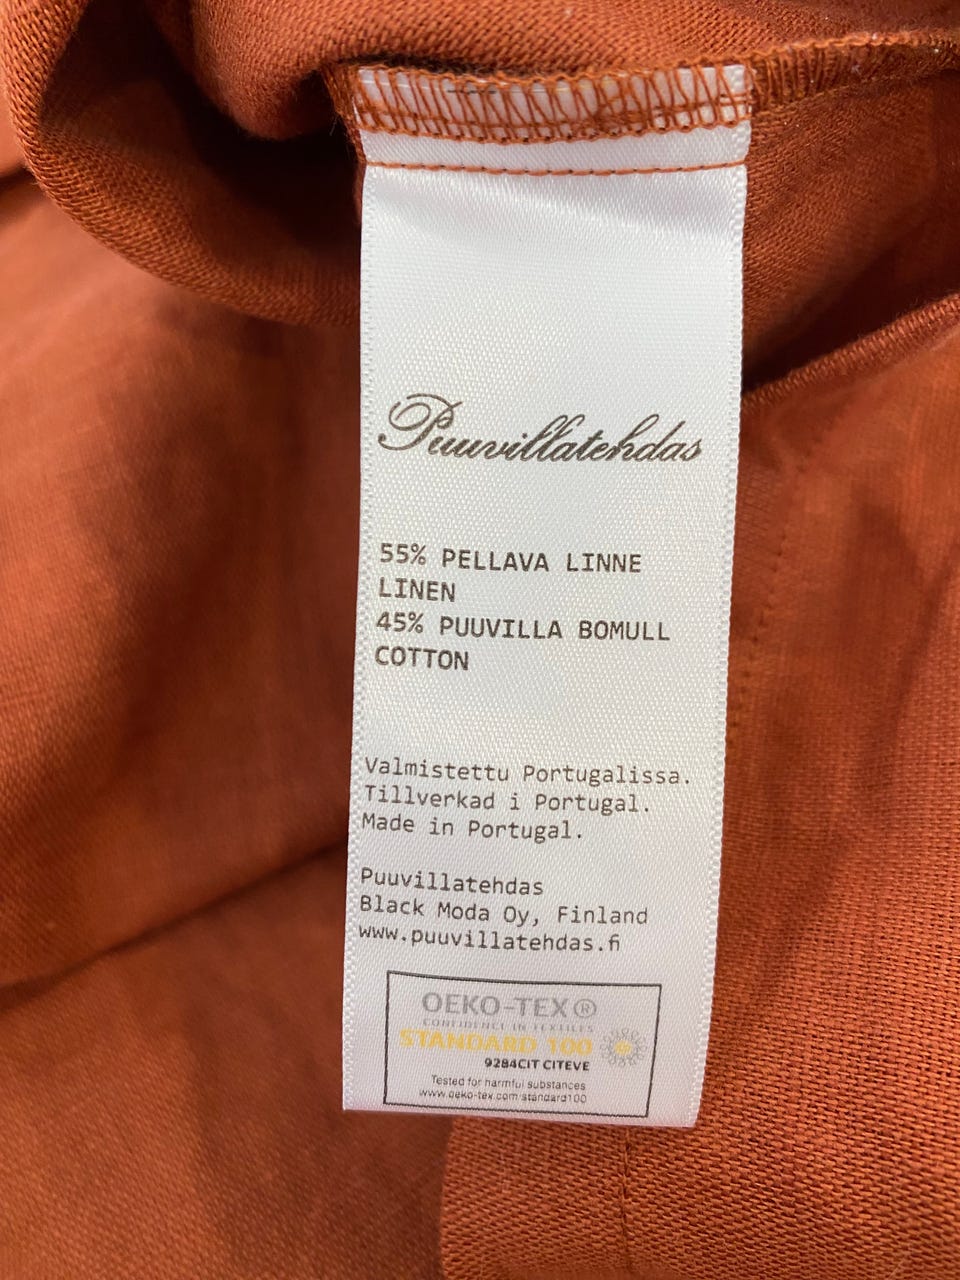 Puuvillatehdas
55% PELLAVA LINNE
LINEN
45% PUUVILLA BOMULL
COTTON
Valmistettu Portugalissa.
Tillverkad i Portugal.
Made in Portugal.
Puuvillatehdas
Black Moda Oy, Finland
www.puuvillatehdas.fi
OEKO-TEX®
CONFIDENCE IN TEXTILES
STANDARD 100
9284CIT CITEVE
Tested for harmful substances
www.oeko-tex.com/standard100